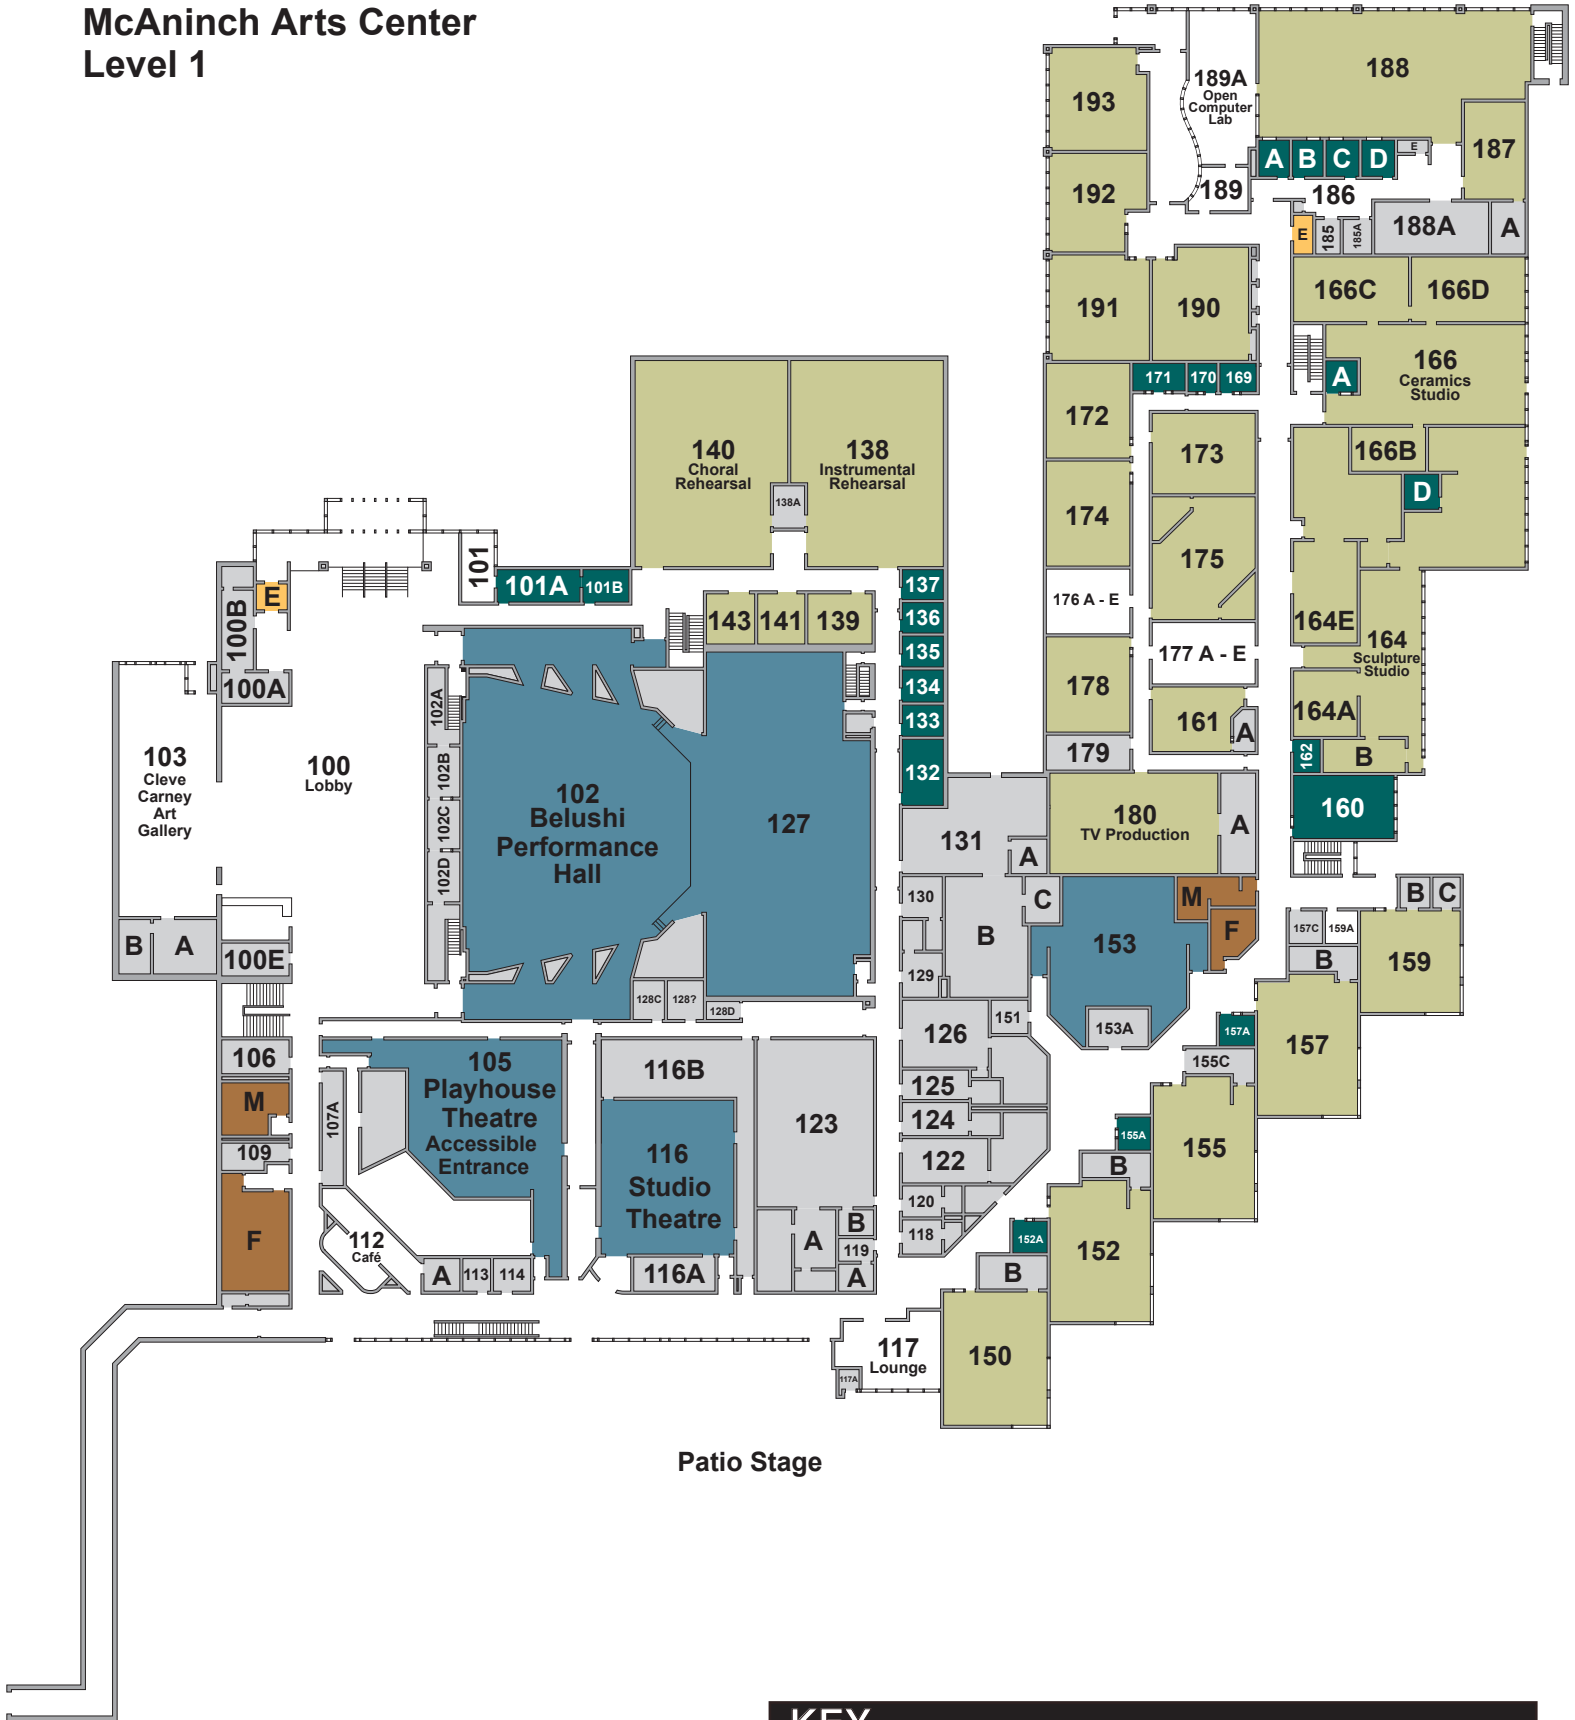 McAninch Arts Center
Level 1
188
189A
Open
Computer
Lab
193
187
A
B
C
D
E
192
189
186
188A
A
E
185
185A
166C
166D
191
190
166
Ceramics
Studio
A
171
170
169
172
173
166B
140
Choral
Rehearsal
138
Instrumental
Rehearsal
138A
D
174
175
101
101A
101B
137
E
176 A - E
136
143
141
139
164E
100B
135
177 A - E
164
Sculpture
Studio
134
178
100A
102A
164A
133
161
A
103
Cleve
Carney
Art
Gallery
100
Lobby
179
162
B
132
102B
102
Belushi
Performance
Hall
127
160
180
TV Production
A
102C
131
A
102D
130
C
M
B
C
F
157C
159A
B
B
A
153
159
B
100E
129
128C
128?
128D
151
153A
126
157A
157
106
105
Playhouse
Theatre
Accessible
Entrance
116B
155C
125
M
107A
123
124
155A
155
109
116
Studio
Theatre
122
B
120
F
112
Café
B
118
152A
152
A
119
A
113
114
116A
A
B
117
Lounge
150
117A
Patio Stage
KEY